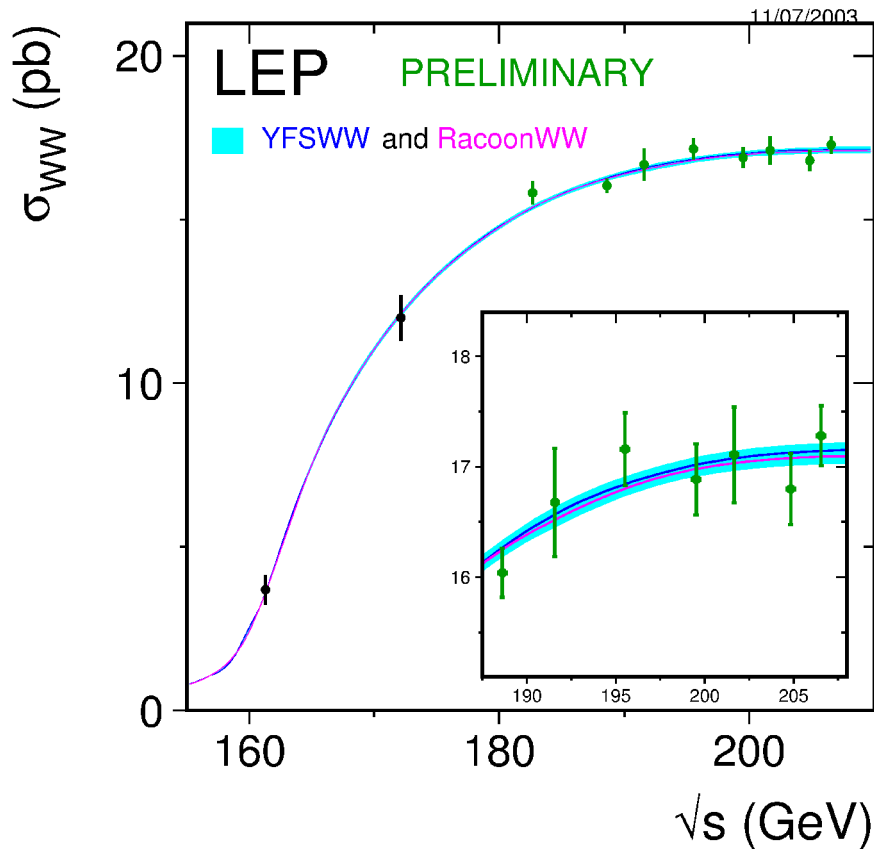 11/07/2003
LEP PRELIMINARY
YFSWW and RacoonWW
σWW (pb)
20
10
0
18
17
16
190 195 200 205
160 180 200
√s (GeV)